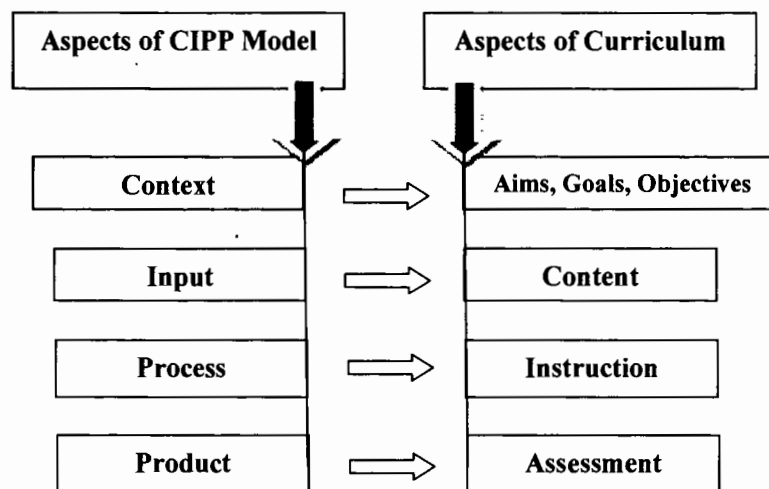 Aspects of CIPP Model
Aspects of Curriculum
Context
Aims, Goals, Objectives
Input
Content
Process
Instruction
Product
Assessment